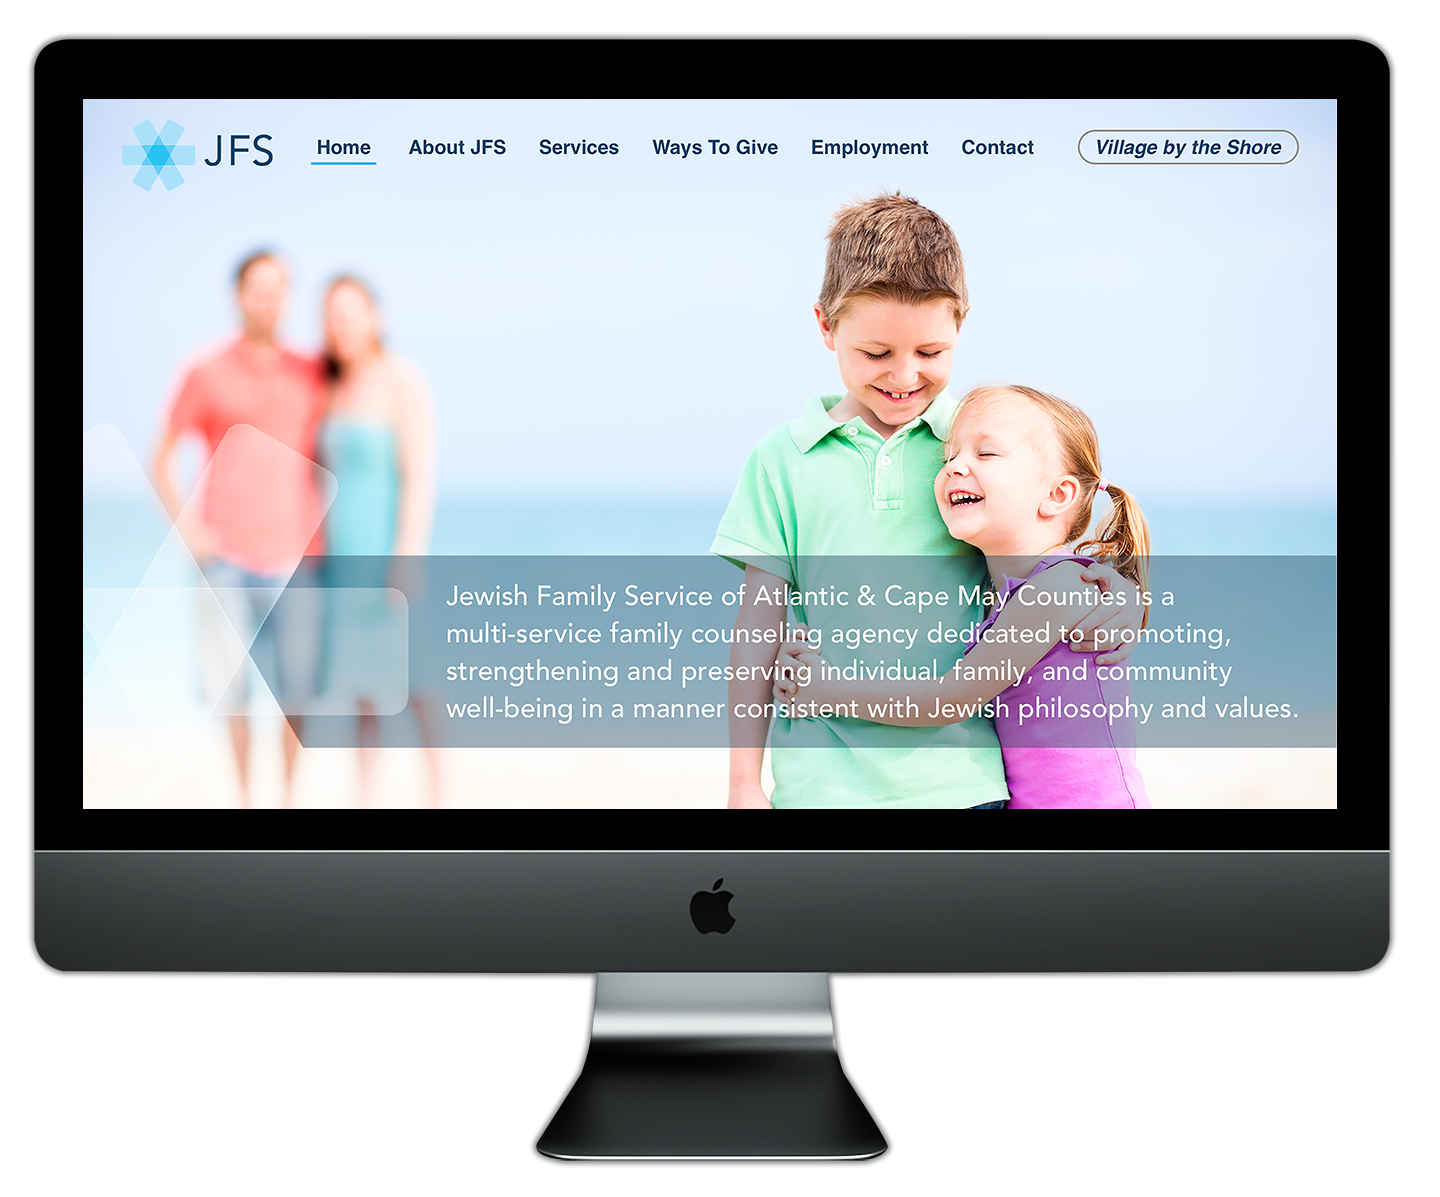 JFS
Home
About JFS
Services
Ways To Give
Employment
Contact
Village by the Shore
Jewish Family Service of Atlantic & Cape May Counties is a
multi-service family counseling agency dedicated to promoting,
strengthening and preserving individual, family, and community
well-being in a manner consistent with Jewish philosophy and values.